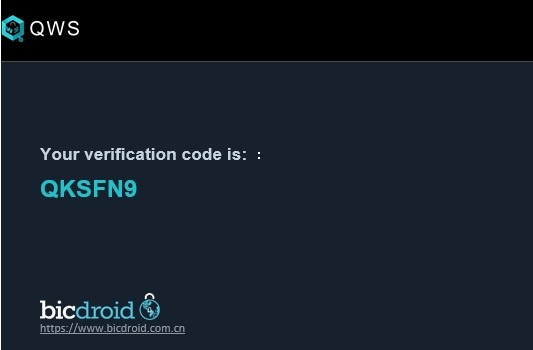 QWS
Your verification code is: :
QKSFN9
bicdroid
https://www.bicdroid.com.cn